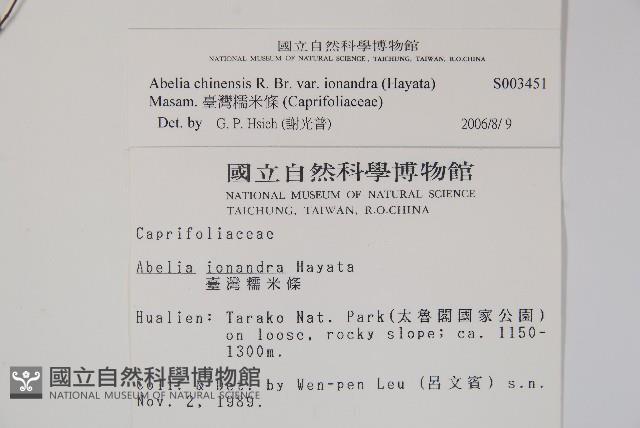 國立自然科學博物館
NATIONAL MUSEUM OF NATURAL SCIENCE, TAICHUNG, TAIWAN, R.O.CHINA
Abelia chinensis R. Br. var. ionandra (Hayata) S003451
Masam. 臺灣糯米條 (Caprifoliaceae)
Det. by G. P. Hsieh (謝光普) 2006/8/9
國立自然科學博物館
NATIONAL MUSEUM OF NATURAL SCIENCE
TAICHUNG, TAIWAN, R.O.CHINA
Caprifoliaceae
Abelia ionandra Hayata
臺灣糯米條
Hualien: Tarako Nat. Park(太魯閣國家公園)
on loose, rocky slope; ca. 1150-
1300m.
Coll. & Det. by Wen-pen Leu (呂文賓) s.n.
Nov. 2, 1989.
國立自然科學博物館
NATIONAL MUSEUM OF NATURAL SCIENCE